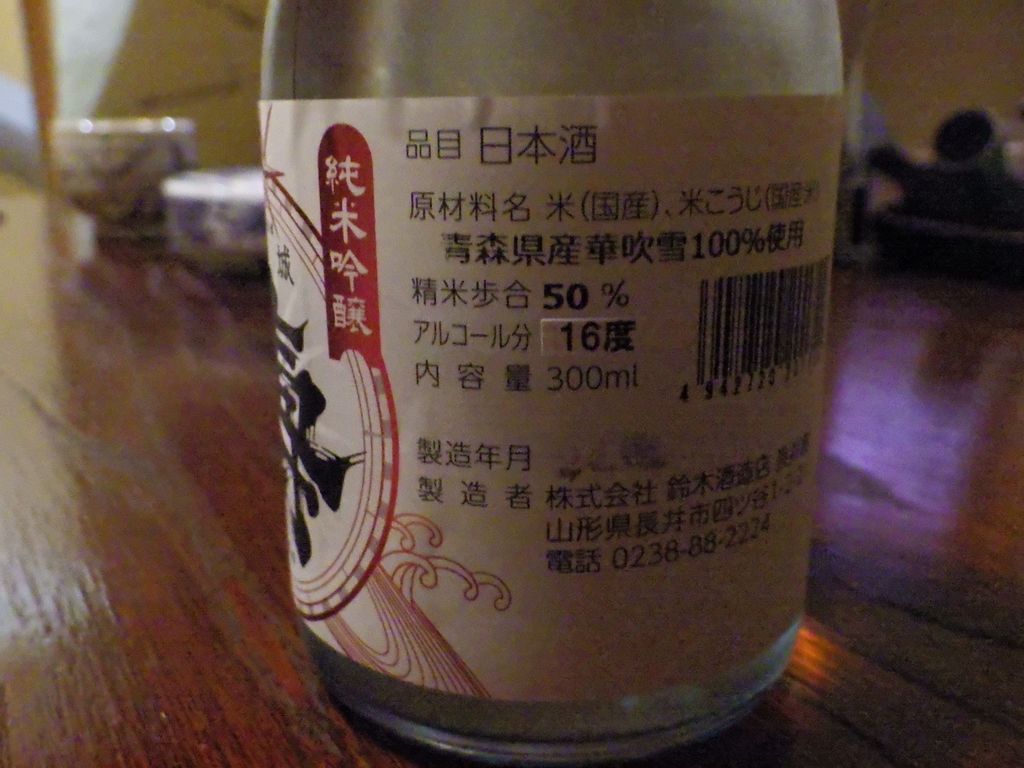 純米吟醸
城
品目 日本酒
原材料名 米(国産)、米こうじ(国産米
青森県産華吹雪100%使用
精米歩合 50 %
アルコール分 16度
内容量 300ml
製造年月
製造者 株式会社 鈴木酒造店
山形県長井市四ツ谷1-2-
電話 0238-88-2224